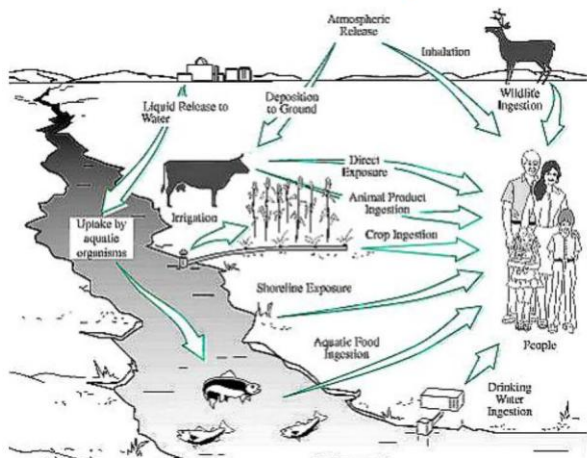 Atmospheric
Release
Inhalation
Wildlife
Ingestion
Liquid Release to
Water
Deposition
to Ground
Direct
Exposure
Animal Product
Ingestion
Irrigation
Crop Ingestion
Uptake by
aquatic
organisms
Shoreline Exposure
Aquatic Food
Ingestion
People
Drinking
Water
Ingestion